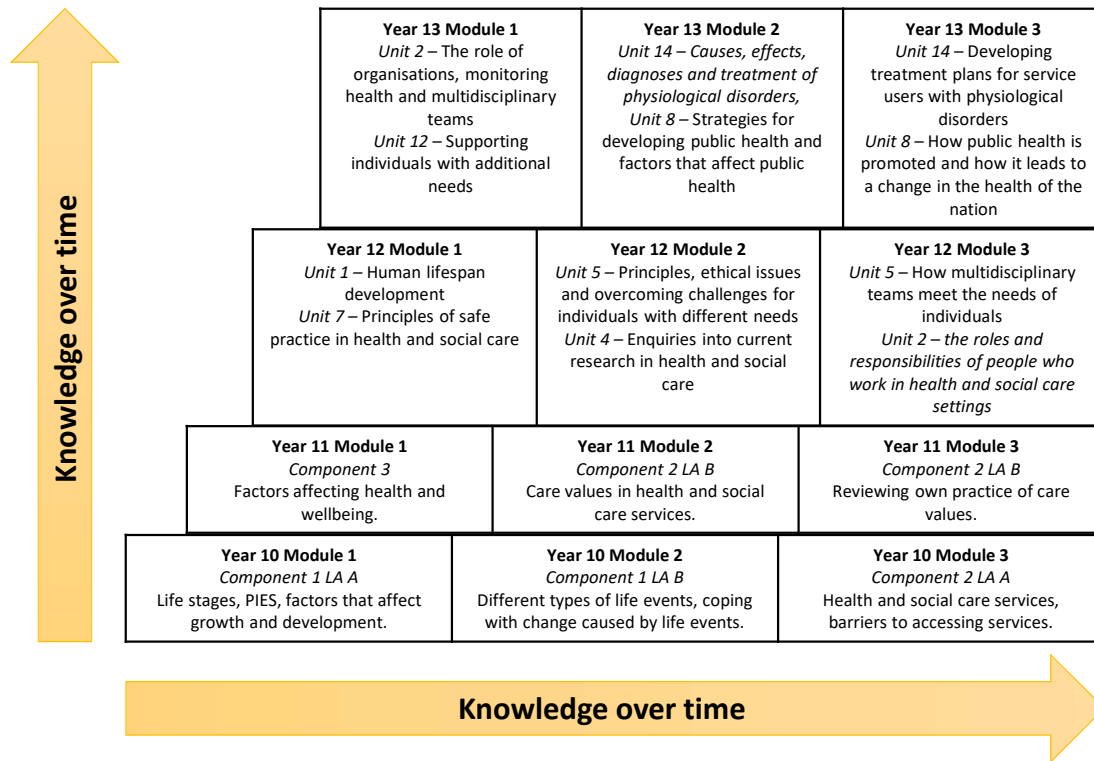 Knowledge over time
Year 13 Module 1
Unit 2 – The role of
organisations, monitoring
health and multidisciplinary
teams
Unit 12 – Supporting
individuals with additional
needs
Year 13 Module 2
Unit 14 – Causes, effects,
diagnoses and treatment of
physiological disorders,
Unit 8 – Strategies for
developing public health and
factors that affect public
health
Year 13 Module 3
Unit 14 – Developing
treatment plans for service
users with physiological
disorders
Unit 8 – How public health is
promoted and how it leads to
a change in the health of the
nation
Year 12 Module 1
Unit 1 – Human lifespan
development
Unit 7 – Principles of safe
practice in health and social care
Year 12 Module 2
Unit 5 – Principles, ethical issues
and overcoming challenges for
individuals with different needs
Unit 4 – Enquiries into current
research in health and social
care
Year 12 Module 3
Unit 5 – How multidisciplinary
teams meet the needs of
individuals
Unit 2 – the roles and
responsibilities of people who
work in health and social care
settings
Year 11 Module 1
Component 3
Factors affecting health and
wellbeing.
Year 11 Module 2
Component 2 LA B
Care values in health and social
care services.
Year 11 Module 3
Component 2 LA B
Reviewing own practice of care
values.
Year 10 Module 1
Component 1 LA A
Life stages, PIES, factors that affect
growth and development.
Year 10 Module 2
Component 1 LA B
Different types of life events, coping
with change caused by life events.
Year 10 Module 3
Component 2 LA A
Health and social care services,
barriers to accessing services.
Knowledge over time